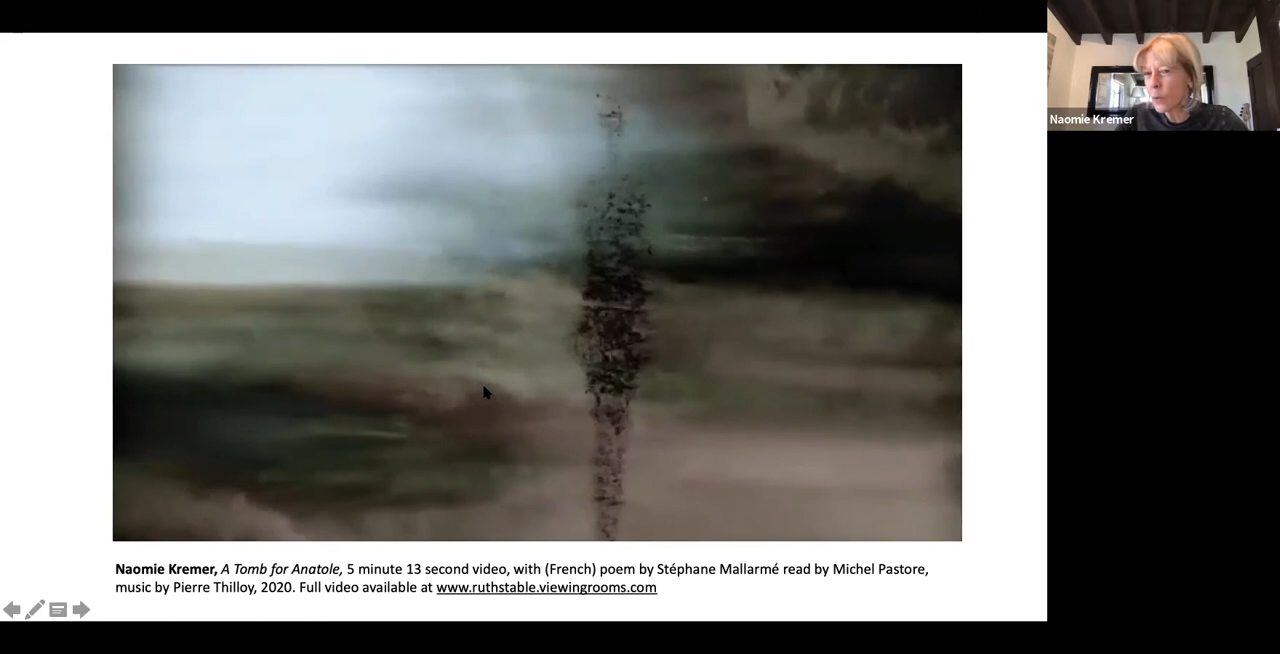 Naomie Kremer
Naomie Kremer, A Tomb for Anatole, 5 minute 13 second video, with (French) poem by Stéphane Mallarmé read by Michel Pastore,
music by Pierre Thilloy, 2020. Full video available at www.ruthstable.viewingrooms.com